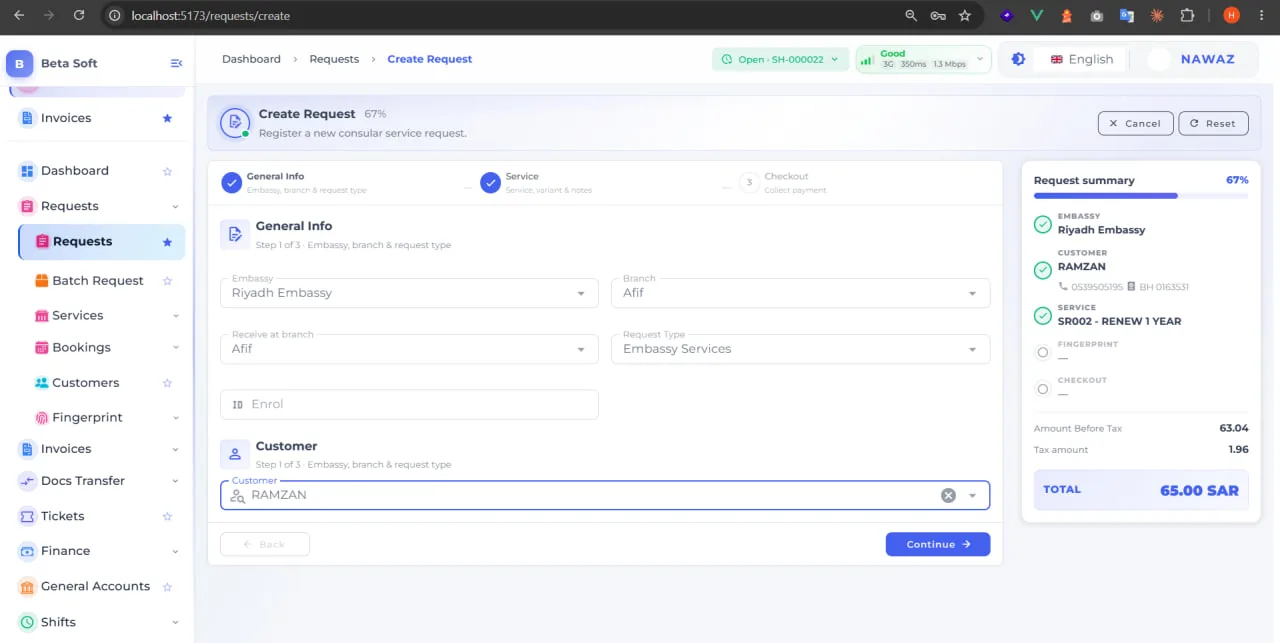 localhost:5173/requests/create
H
B
Beta Soft
Dashboard
Requests
Create Request
Open · SH-000022
Good
3G 350ms 1.3 Mbps
English
NAWAZ
Invoices
Dashboard
Requests
Requests
Batch Request
Services
Bookings
Customers
Fingerprint
Invoices
Docs Transfer
Tickets
Finance
General Accounts
Shifts
Create Request 67%
Register a new consular service request.
Cancel
Reset
General Info
Embassy, branch & request type
Service
Service, variant & notes
3
Checkout
Collect payment
General Info
Step 1 of 3 · Embassy, branch & request type
Embassy
Riyadh Embassy
Branch
Afif
Receive at branch
Afif
Request Type
Embassy Services
ID Enrol
Customer
Step 1 of 3 · Embassy, branch & request type
Customer
RAMZAN
Back
Continue
Request summary 67%
EMBASSY
Riyadh Embassy
CUSTOMER
RAMZAN
0539505195 BH 0163531
SERVICE
SR002 - RENEW 1 YEAR
FINGERPRINT
—
CHECKOUT
—
Amount Before Tax 63.04
Tax amount 1.96
TOTAL 65.00 SAR